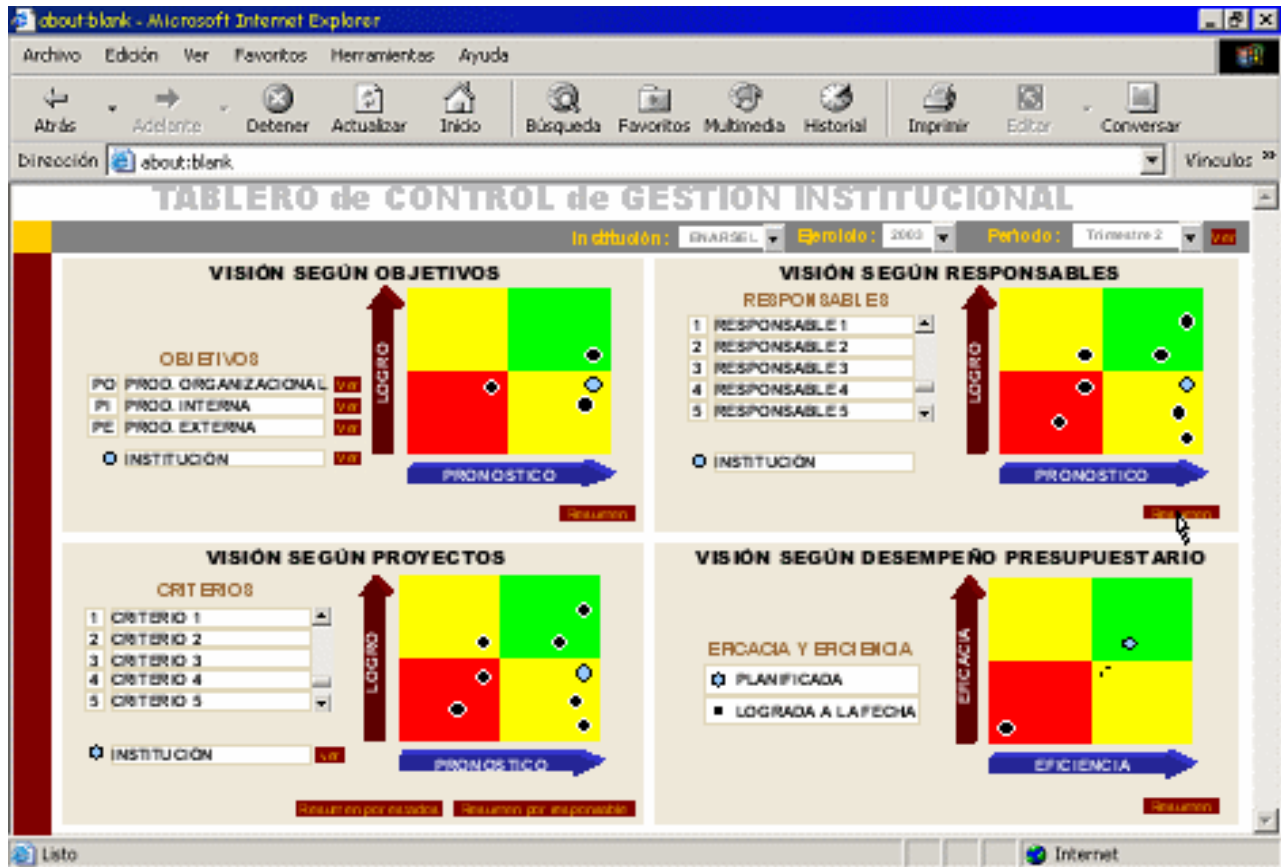 about:blank - Microsoft Internet Explorer
Archivo Edición Ver Favoritos Herramientas Ayuda
Atrás Adelante Detener Actualizar Inicio Búsqueda Favoritos Multimedia Historial Imprimir Editar Conversar
Dirección about:blank Vínculos »
TABLERO de CONTROL de GESTIÓN INSTITUCIONAL
Institución: ENARSEL Ejercicio: 2003 Período: Trimestre 2 Ver
VISIÓN SEGÚN OBJETIVOS
OBJETIVOS
PO PROD. ORGANIZACIONAL Ver
PI PROD. INTERNA Ver
PE PROD. EXTERNA Ver
INSTITUCIÓN Ver
LOGRO
PRONOSTICO
Resumen
VISIÓN SEGÚN RESPONSABLES
RESPONSABLES
1 RESPONSABLE 1
2 RESPONSABLE 2
3 RESPONSABLE 3
4 RESPONSABLE 4
5 RESPONSABLE 5
INSTITUCIÓN
LOGRO
PRONOSTICO
Resumen
VISIÓN SEGÚN PROYECTOS
CRITERIOS
1 CRITERIO 1
2 CRITERIO 2
3 CRITERIO 3
4 CRITERIO 4
5 CRITERIO 5
INSTITUCIÓN Ver
LOGRO
PRONOSTICO
Resumen por estados Resumen por responsable
VISIÓN SEGÚN DESEMPEÑO PRESUPUESTARIO
EFICACIA Y EFICIENCIA
PLANIFICADA
LOGRADA A LA FECHA
EFICACIA
EFICIENCIA
Resumen
Listo Internet